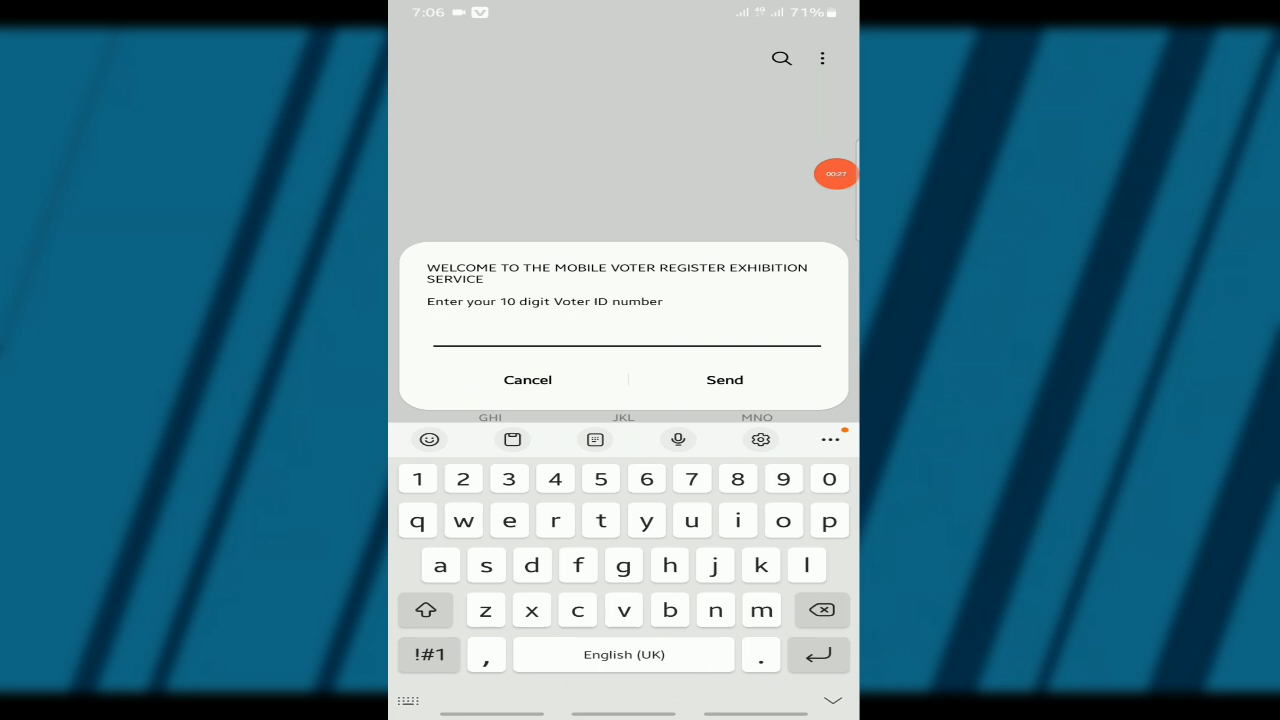 7:06 V 4G 71%
00:27
WELCOME TO THE MOBILE VOTER REGISTER EXHIBITION
SERVICE
Enter your 10 digit Voter ID number
Cancel Send
GHI JKL MNO
1 2 3 4 5 6 7 8 9 0
q w e r t y u i o p
a s d f g h j k l
z x c v b n m
!#1 , English (UK) .